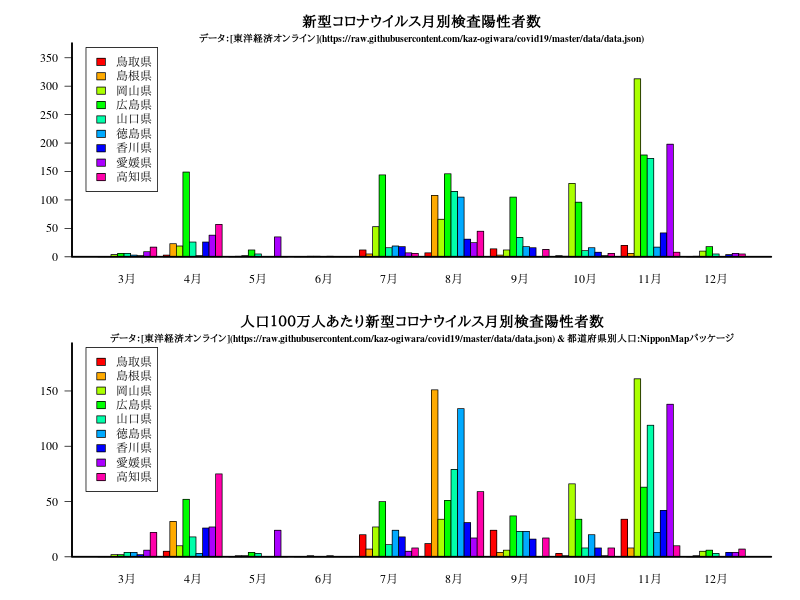 新型コロナウイルス月別検査陽性者数
データ:[東洋経済オンライン](https://raw.githubusercontent.com/kaz-ogiwara/covid19/master/data/data.json)
350
300
250
200
150
100
50
0
鳥取県
島根県
岡山県
広島県
山口県
徳島県
香川県
愛媛県
高知県
3月 4月 5月 6月 7月 8月 9月 10月 11月 12月
人口100万人あたり新型コロナウイルス月別検査陽性者数
データ:[東洋経済オンライン](https://raw.githubusercontent.com/kaz-ogiwara/covid19/master/data/data.json) & 都道府県別人口:NipponMapパッケージ
150
100
50
0
鳥取県
島根県
岡山県
広島県
山口県
徳島県
香川県
愛媛県
高知県
3月 4月 5月 6月 7月 8月 9月 10月 11月 12月